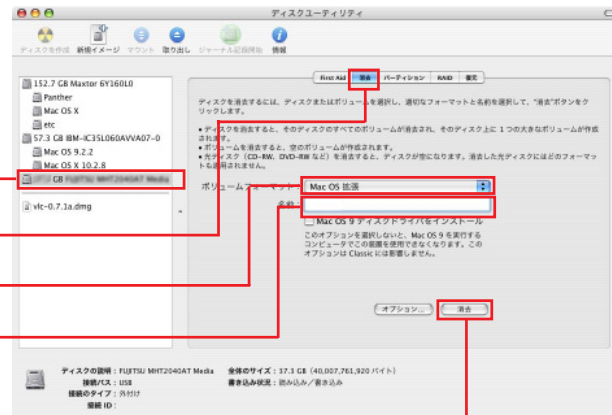 ディスクユーティリティ
ディスクを作成 新規イメージ マウント 取り出し ジャーナル記録開始 情報
152.7 GB Maxtor 6Y160L0
Panther
Mac OS X
etc
57.3 GB IBM-IC35L060AVVA07-0
Mac OS 9.2.2
Mac OS X 10.2.8
GB FUJITSU MHT2040AT Media
vlc-0.7.1a.dmg
First Aid 消去 パーティション RAID 復元
ディスクを消去するには、ディスクまたはボリュームを選択し、適切なフォーマットと名前を選択して、"消去"ボタンをクリックします。
• ディスクを消去すると、そのディスクのすべてのボリュームが消去され、そのディスク上に 1 つの大きなボリュームが作成されます。
• ボリュームを消去すると、空のボリュームが作成されます。
• 光ディスク（CD-RW、DVD-RW など）を消去すると、ディスクが空になります。消去した光ディスクにはどのフォーマットも適用されません。
ボリュームフォーマット： Mac OS 拡張
名前：
Mac OS 9 ディスクドライバをインストール
このオプションを選択しないと、Mac OS 9 を実行する
コンピュータでこの装置を使用できなくなります。この
オプションは Classic には影響しません。
オプション... 消去
ディスクの説明：FUJITSU MHT2040AT Media 全体のサイズ：37.3 GB（40,007,761,920 バイト）
接続バス：USB 書き込み状況：読み込み／書き込み
接続のタイプ：外付け
接続 ID：